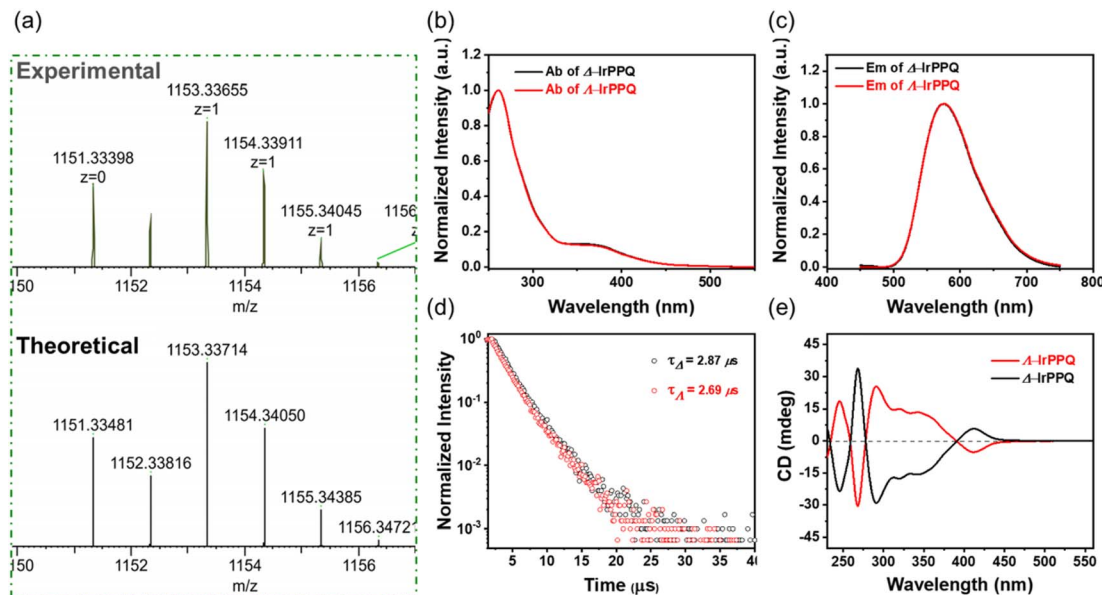 (a)
Experimental
1153.33655
z=1
1154.33911
z=1
1151.33398
z=0
1155.34045
z=1
1156
z
150
1152
1154
1156
m/z
Theoretical
1153.33714
1154.34050
1151.33481
1152.33816
1155.34385
1156.3472
150
1152
1154
1156
m/z
(b)
Normalized Intensity (a.u.)
1.2
1.0
0.8
0.6
0.4
0.2
0.0
Ab of Δ-IrPPQ
Ab of Λ-IrPPQ
300
400
500
Wavelength (nm)
(c)
Normalized Intensity (a.u.)
1.0
0.8
0.6
0.4
0.2
0.0
Em of Δ-IrPPQ
Em of Λ-IrPPQ
400
500
600
700
800
Wavelength (nm)
(d)
Normalized Intensity
10⁰
10⁻¹
10⁻²
10⁻³
τΔ = 2.87 μs
τΛ = 2.69 μs
5
10
15
20
25
30
35
40
Time (μs)
(e)
CD (mdeg)
45
30
15
0
-15
-30
-45
Λ-IrPPQ
Δ-IrPPQ
250
300
350
400
450
500
560
Wavelength (nm)